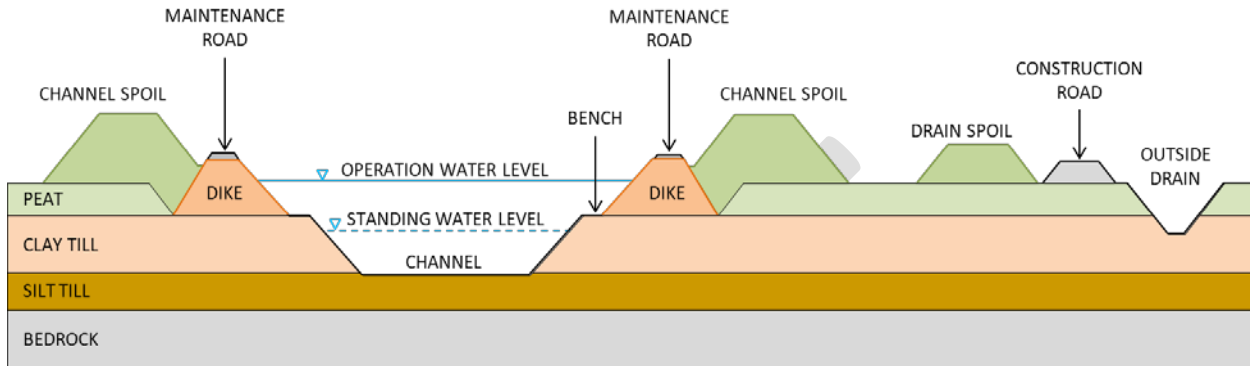 MAINTENANCE
ROAD
MAINTENANCE
ROAD
CHANNEL SPOIL
CHANNEL SPOIL
CONSTRUCTION
ROAD
BENCH
DRAIN SPOIL
OUTSIDE
DRAIN
OPERATION WATER LEVEL
DIKE
DIKE
PEAT
STANDING WATER LEVEL
CLAY TILL
CHANNEL
SILT TILL
BEDROCK